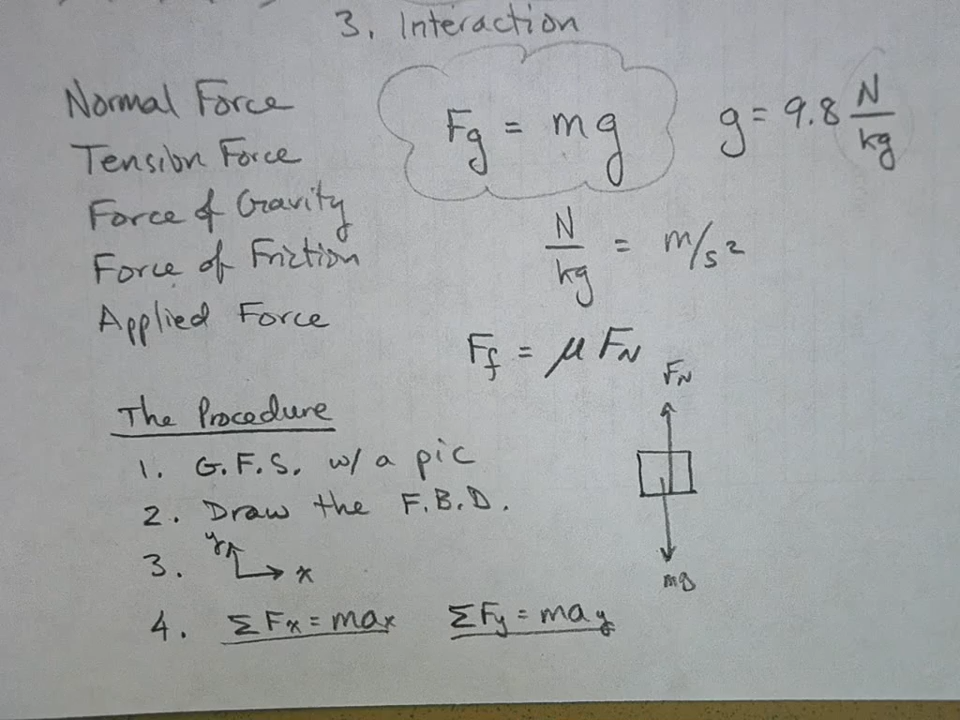 3. Interaction
Normal Force
Tension Force
Force of Gravity
Force of Friction
Applied Force
Fg = mg
g = 9.8 N/kg
N/kg = m/s²
Ff = μ FN
The Procedure
1. G.F.S. w/ a pic
2. Draw the F.B.D.
3. y x
4. ΣFx = max ΣFy = may
FN
mg